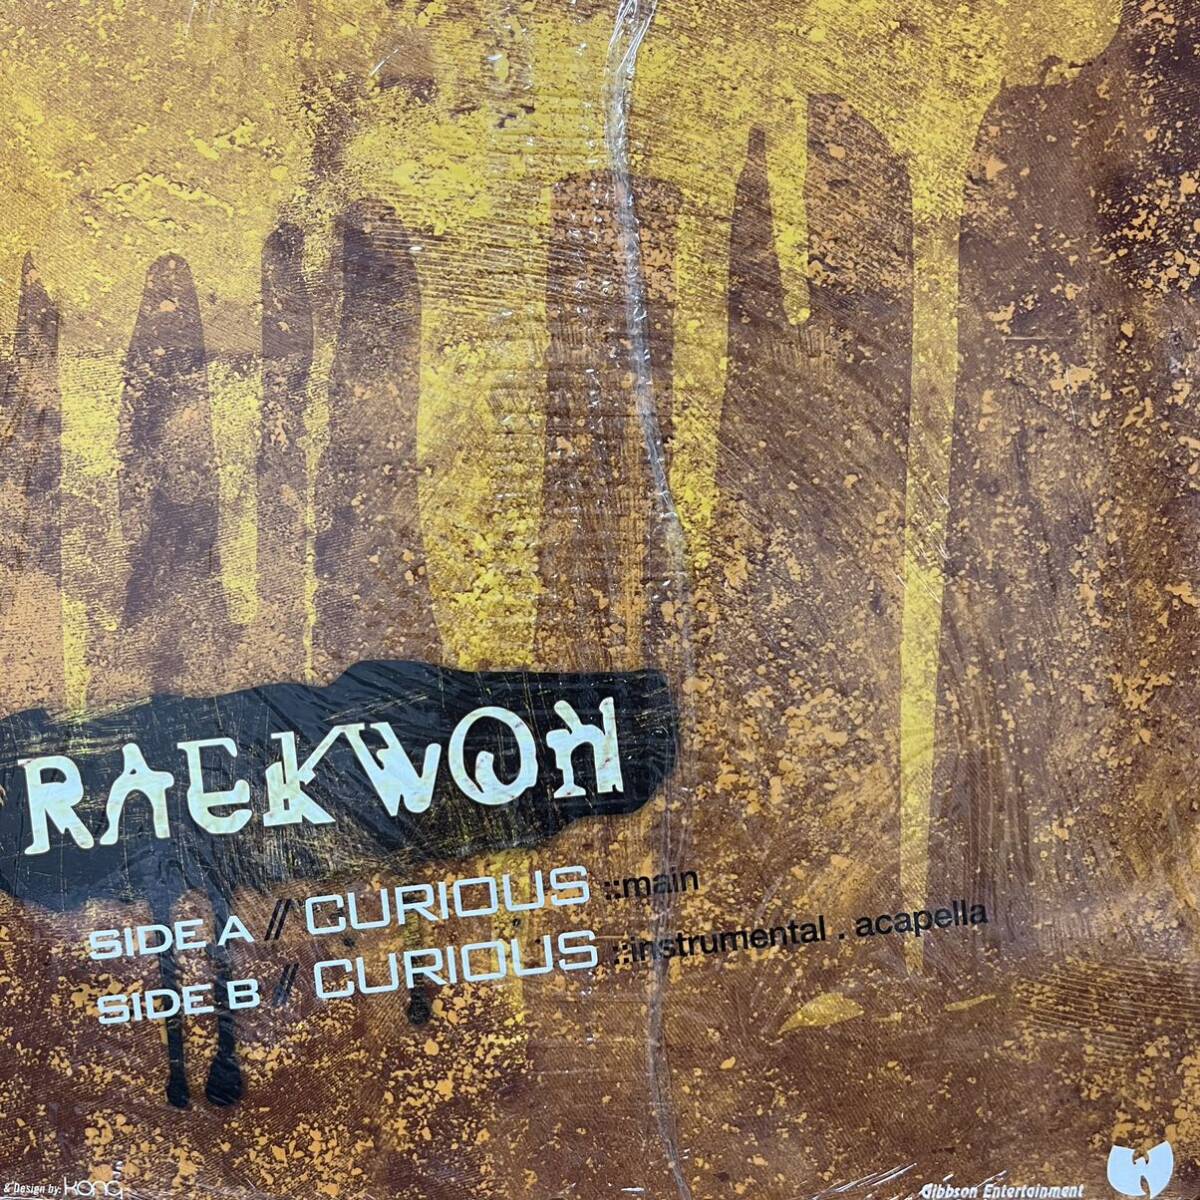 RAEKWON
SIDE A // CURIOUS ::main
SIDE B // CURIOUS ::instrumental . acapella
& Design by: kong
Gibbson Entertainment